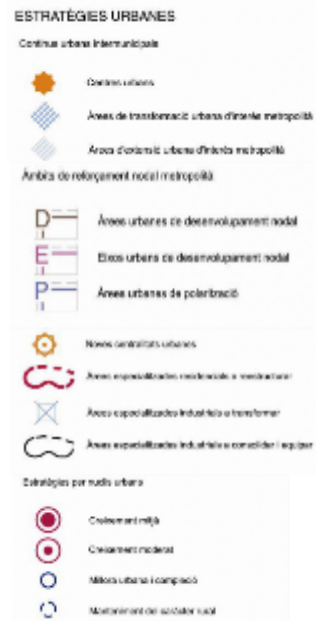 ESTRATÈGIES URBANES
Continus urbans intermunicipals
Centres urbans
Àrees de transformació urbana d'interès metropolità
Àrees d'extensió urbana d'interès metropolità
Àmbits de reforçament nodal metropolità
D
Àrees urbanes de desenvolupament nodal
E
Eixos urbans de desenvolupament nodal
P
Àrees urbanes de polarització
Noves centralitats urbanes
Àrees especialitzades residencials a reestructurar
Àrees especialitzades industrials a transformar
Àrees especialitzades industrials a consolidar i equipar
Estratègies per nuclis urbans
Creixement mitjà
Creixement moderat
Millora urbana i compleció
Manteniment del caràcter rural